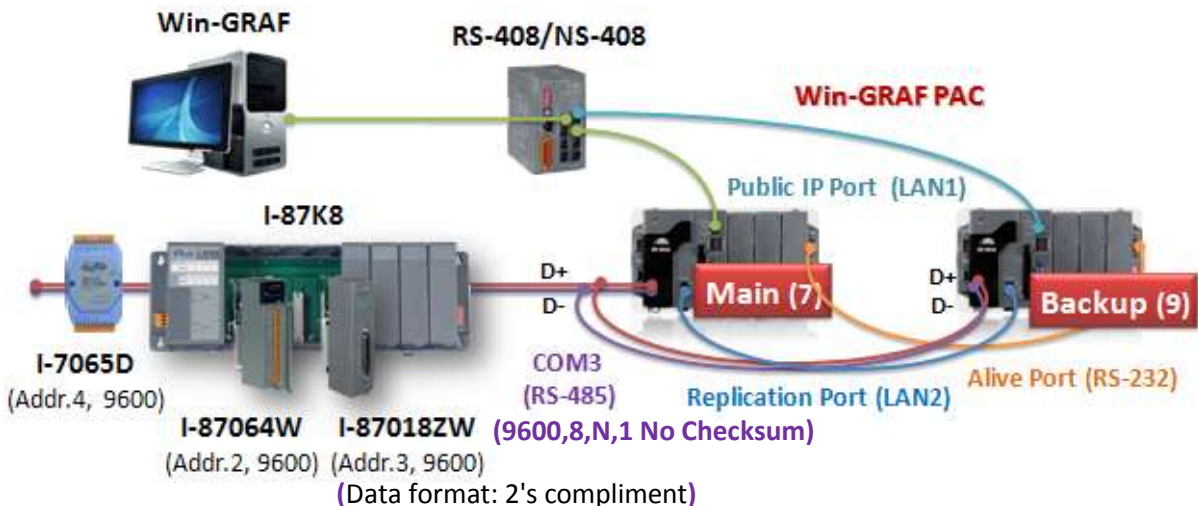 Win-GRAF
RS-408/NS-408
Win-GRAF PAC
Public IP Port (LAN1)
I-87K8
D+
D-
Main (7)
D+
D-
Backup (9)
I-7065D
(Addr.4, 9600)
COM3
(RS-485)
Replication Port (LAN2)
Alive Port (RS-232)
I-87064W
(Addr.2, 9600)
I-87018ZW
(Addr.3, 9600)
(9600,8,N,1 No Checksum)
(Data format: 2's compliment)